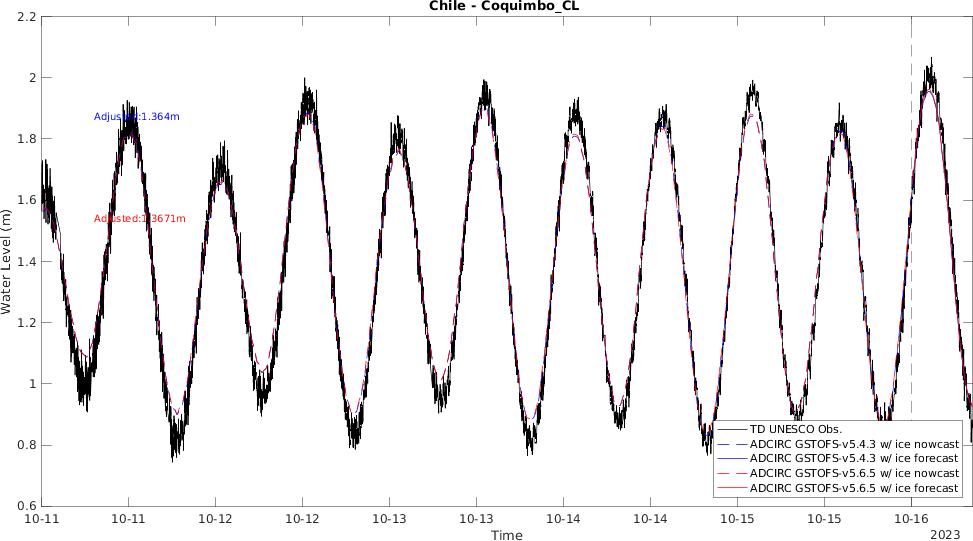 Chile - Coquimbo_CL
2.2
2
1.8
1.6
1.4
1.2
1
0.8
0.6
Water Level (m)
Adjusted:1.364m
Adjusted:1.3671m
TD UNESCO Obs.
ADCIRC GSTOFS-v5.4.3 w/ ice nowcast
ADCIRC GSTOFS-v5.4.3 w/ ice forecast
ADCIRC GSTOFS-v5.6.5 w/ ice nowcast
ADCIRC GSTOFS-v5.6.5 w/ ice forecast
10-11 10-11 10-12 10-12 10-13 10-13 10-14 10-14 10-15 10-15 10-16
Time
2023